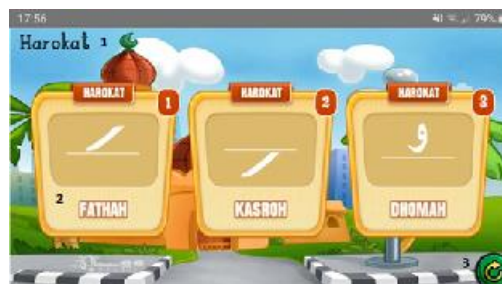 17:56 79%
Harokat 1
HAROKAT 1
HAROKAT 2
HAROKAT 3
2
FATHAH
KASROH
DHOMAH
3